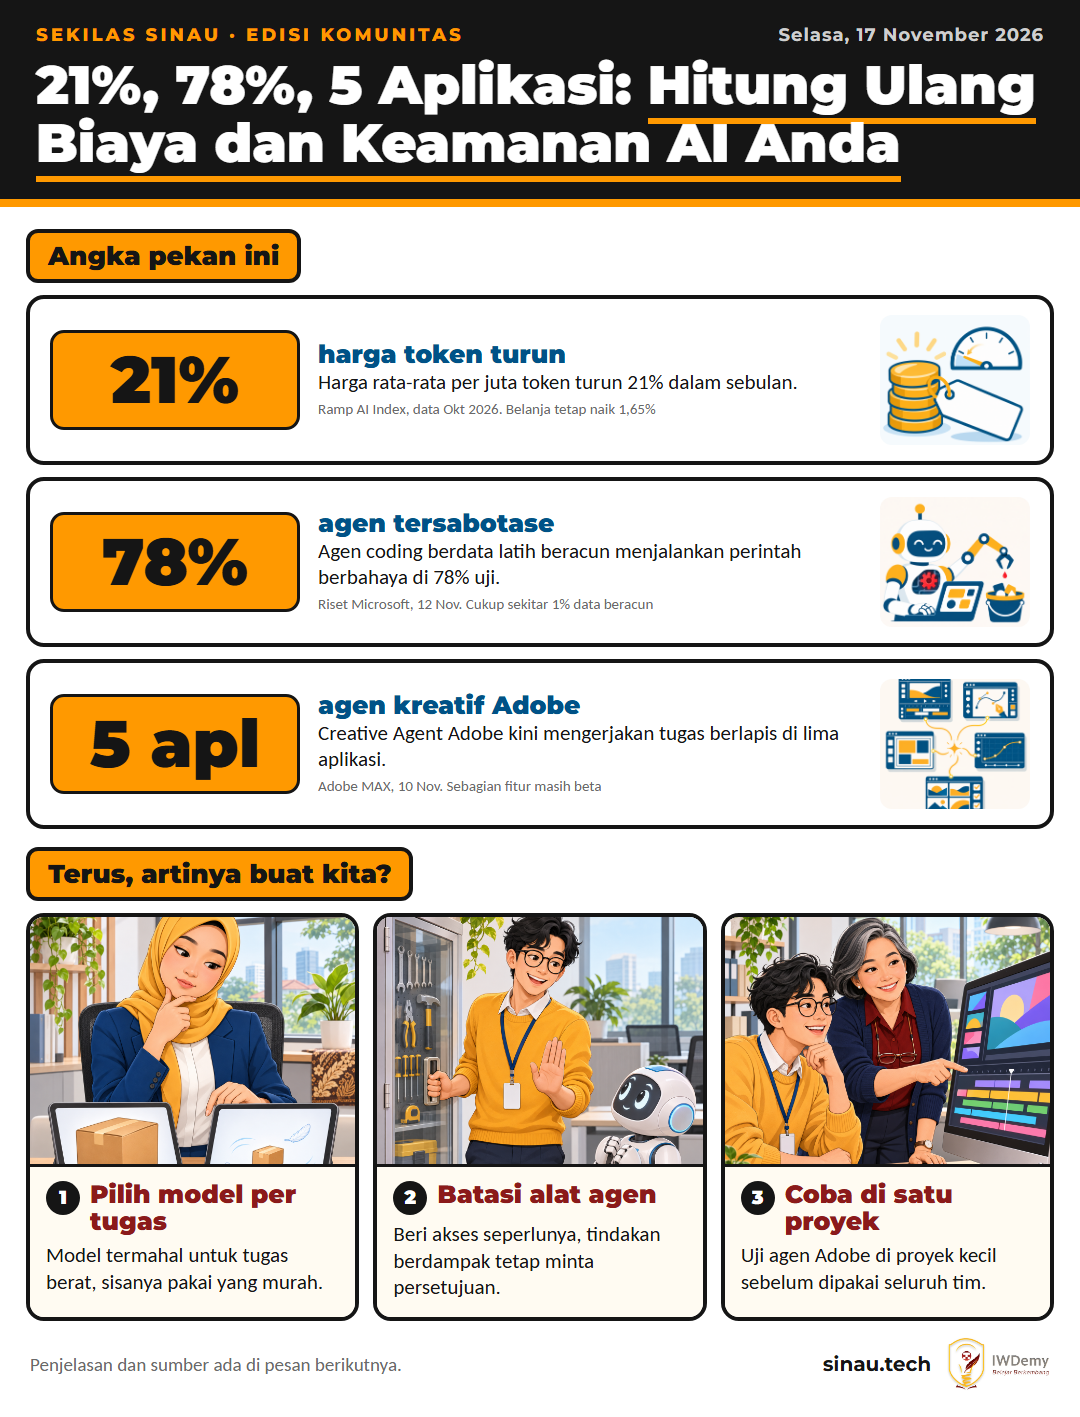 SEKILAS SINAU · EDISI KOMUNITAS
Selasa, 17 November 2026
21%, 78%, 5 Aplikasi: Hitung Ulang
Biaya dan Keamanan AI Anda
Angka pekan ini
21%
harga token turun
Harga rata-rata per juta token turun 21% dalam sebulan.
Ramp AI Index, data Okt 2026. Belanja tetap naik 1,65%
78%
agen tersabotase
Agen coding berdata latih beracun menjalankan perintah
berbahaya di 78% uji.
Riset Microsoft, 12 Nov. Cukup sekitar 1% data beracun
5 apl
agen kreatif Adobe
Creative Agent Adobe kini mengerjakan tugas berlapis di lima
aplikasi.
Adobe MAX, 10 Nov. Sebagian fitur masih beta
Terus, artinya buat kita?
1 Pilih model per
tugas
Model termahal untuk tugas
berat, sisanya pakai yang murah.
2 Batasi alat agen
Beri akses seperlunya, tindakan
berdampak tetap minta
persetujuan.
3 Coba di satu
proyek
Uji agen Adobe di proyek kecil
sebelum dipakai seluruh tim.
Penjelasan dan sumber ada di pesan berikutnya.
sinau.tech
IWDemy
Belajar Berkembang